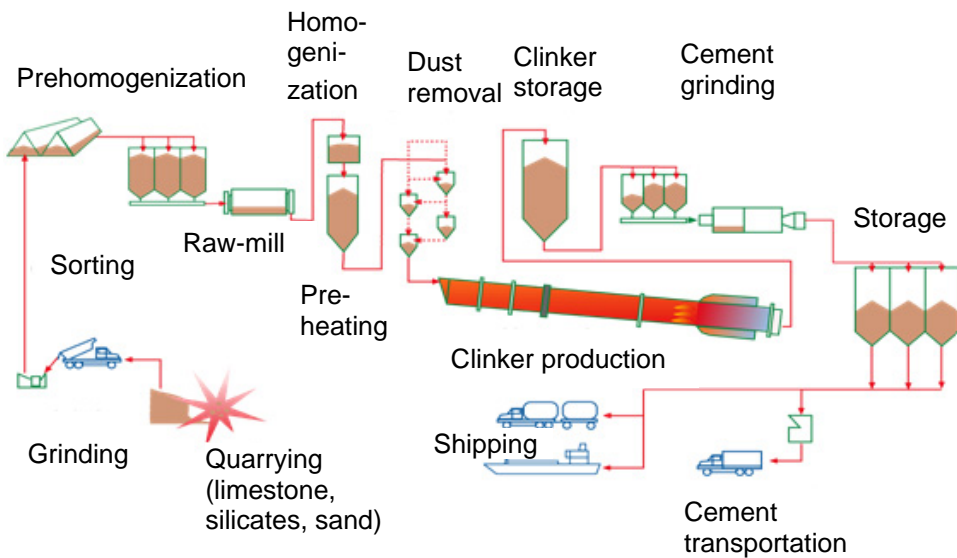 Homo-
geni-
zation
Prehomogenization
Dust
removal
Clinker
storage
Cement
grinding
Raw-mill
Storage
Sorting
Pre-
heating
Clinker production
Grinding
Quarrying
(limestone,
silicates, sand)
Shipping
Cement
transportation